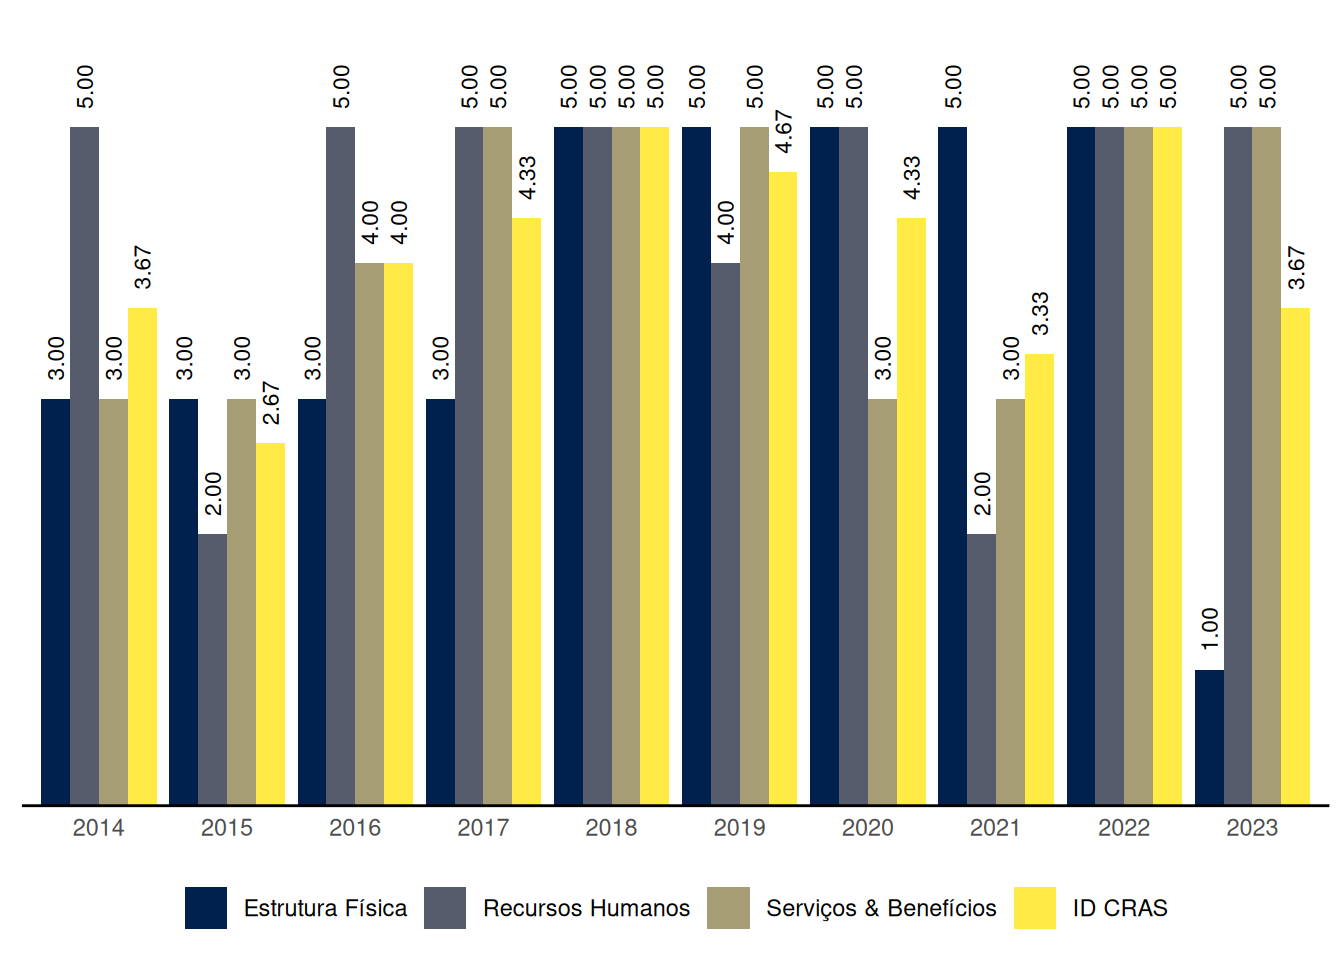 3.00 5.00 3.00 3.67 3.00 2.00 3.00 2.67 3.00 5.00 4.00 4.00 3.00 5.00 5.00 4.33 5.00 5.00 5.00 5.00 5.00 4.00 5.00 4.67 5.00 5.00 3.00 4.33 5.00 2.00 3.00 3.33 5.00 5.00 5.00 5.00 1.00 5.00 5.00 3.67
2014 2015 2016 2017 2018 2019 2020 2021 2022 2023
Estrutura Física Recursos Humanos Serviços & Benefícios ID CRAS